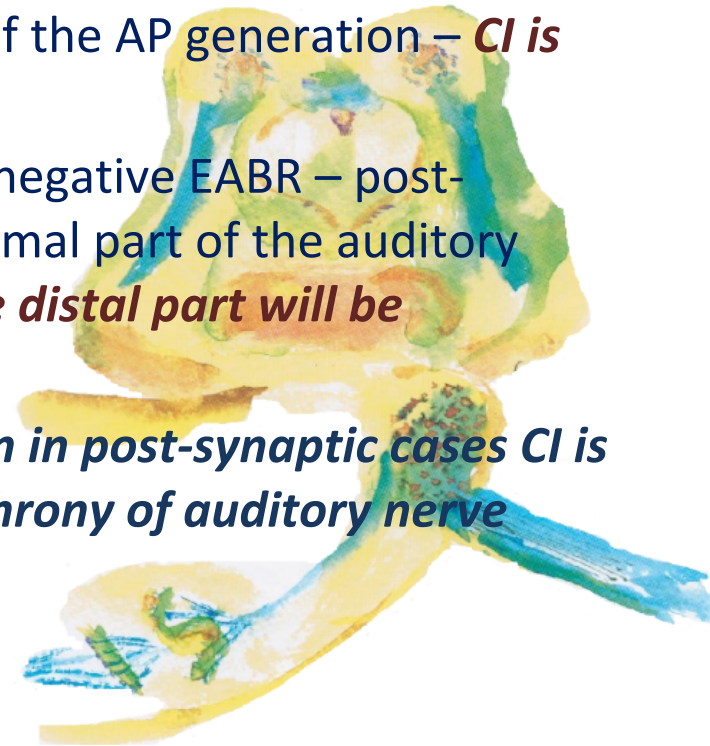 f the AP generation – CI is
negative EABR – post-
mal part of the auditory
distal part will be
in post-synaptic cases CI is
hrony of auditory nerve